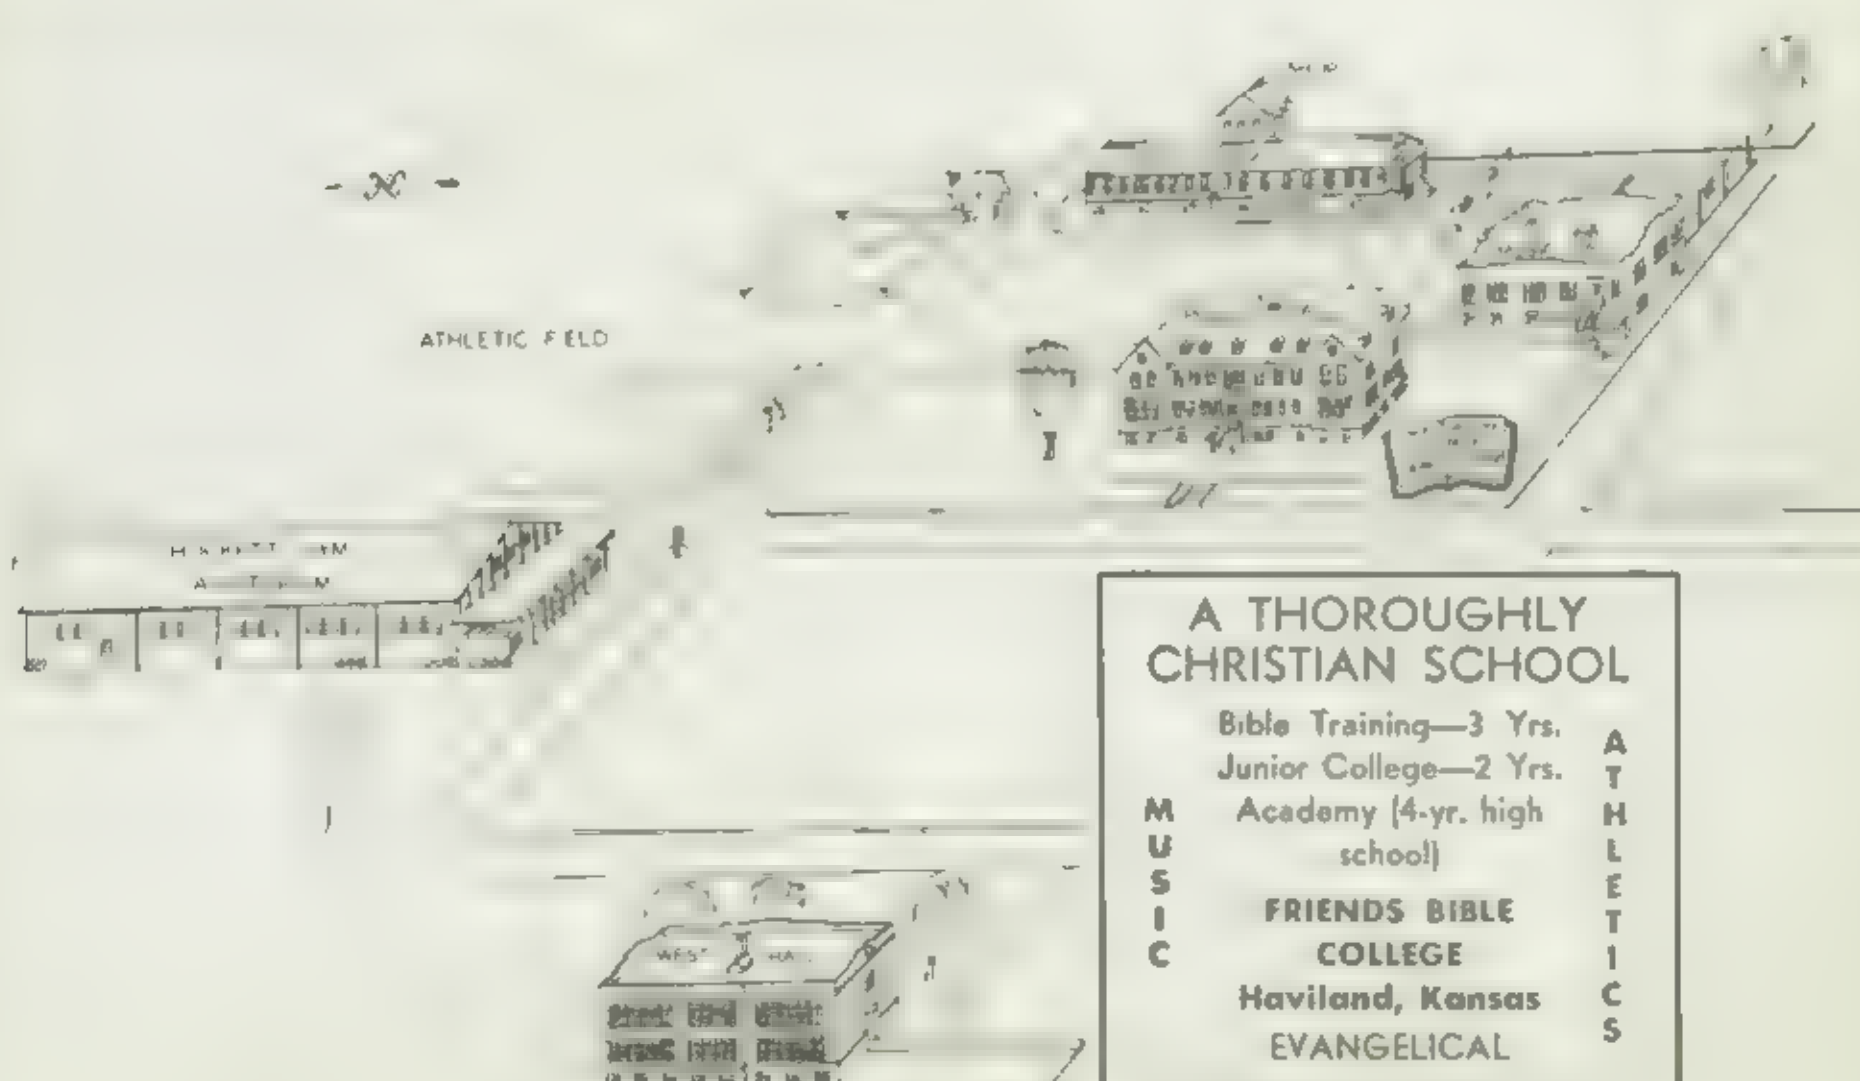 ATHLETIC FIELD
WEST
A THOROUGHLY
CHRISTIAN SCHOOL
Bible Training—3 Yrs.
Junior College—2 Yrs.
Academy (4-yr. high
school)
MUSIC
ATHLETICS
FRIENDS BIBLE
COLLEGE
Haviland, Kansas
EVANGELICAL